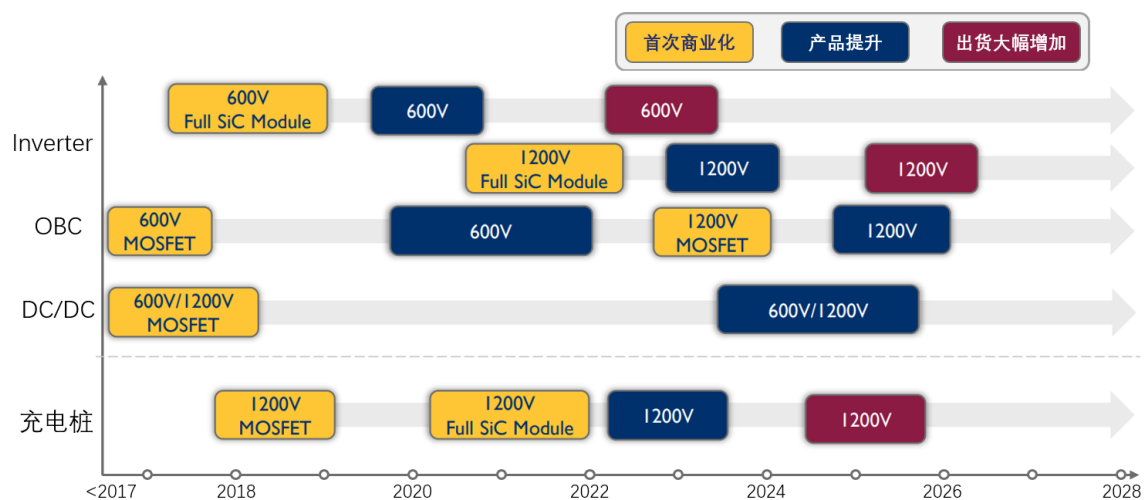 首次商业化
产品提升
出货大幅增加
600V
Full SiC Module
600V
600V
Inverter
1200V
Full SiC Module
1200V
1200V
OBC
600V
MOSFET
600V
1200V
MOSFET
1200V
DC/DC
600V/1200V
MOSFET
600V/1200V
充电桩
1200V
MOSFET
1200V
Full SiC Module
1200V
1200V
<2017
2018
2020
2022
2024
2026
2028